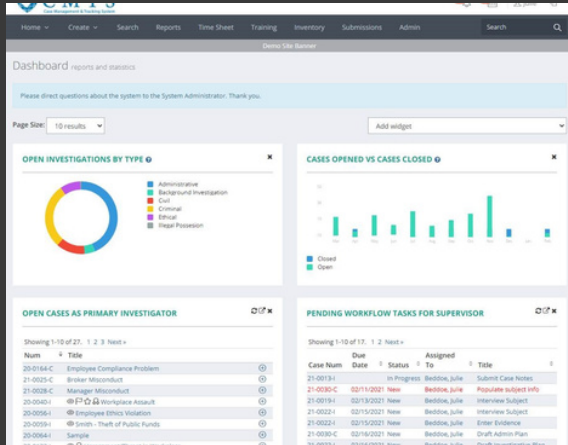 CMTS
Case Management & Tracking System
Home Create Search Reports Time Sheet Training Inventory Submissions Admin Search
Demo Site Banner
Dashboard reports and statistics
Please direct questions about the system to the System Administrator. Thank you.
Page Size: 10 results Add widget
OPEN INVESTIGATIONS BY TYPE
Administrative
Background Investigation
Civil
Criminal
Ethical
Illegal Possesion
CASES OPENED VS CASES CLOSED
Closed
Open
OPEN CASES AS PRIMARY INVESTIGATOR
Showing 1-10 of 27. 1 2 3 Next »
Num Title
20-0164-C Employee Compliance Problem
21-0025-C Broker Misconduct
21-0028-C Manager Misconduct
20-0040-I Workplace Assault
20-0056-I Employee Ethics Violation
20-0059-I Smith - Theft of Public Funds
20-0064-I Sample
PENDING WORKFLOW TASKS FOR SUPERVISOR
Showing 1-10 of 17. 1 2 Next »
Case Num Due Date Status Assigned To Title
21-0013-I In Progress Beddoe, Julie Submit Case Notes
21-0030-C 02/11/2021 New Beddoe, Julie Populate subject info
21-0019-I 02/13/2021 New Beddoe, Julie Interview Subject
21-0022-I 02/15/2021 New Beddoe, Julie Interview Subject
21-0022-I 02/15/2021 New Beddoe, Julie Enter Evidence
21-0030-C 02/16/2021 New Beddoe, Julie Draft Admin Plan